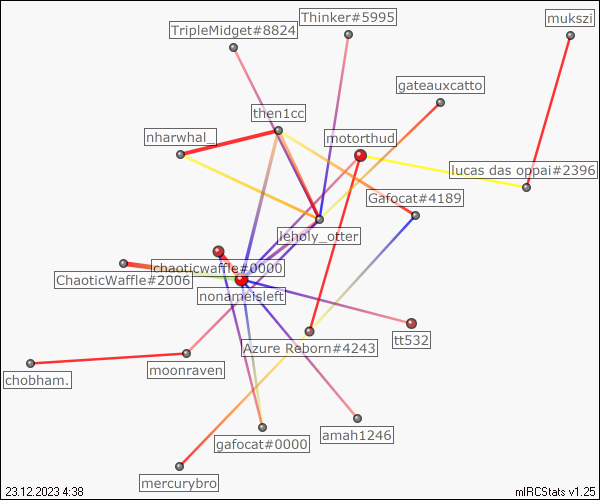 Thinker#5995
mukszi
TripleMidget#8824
gateauxcatto
then1cc
nharwhal_
motorthud
lucas das oppai#2396
Gafocat#4189
leholy_otter
chaoticwaffle#0000
ChaoticWaffle#2006
nonameisleft
Azure Reborn#4243
tt532
moonraven
chobham.
amah1246
gafocat#0000
mercurybro
23.12.2023 4:38
mIRCStats v1.25